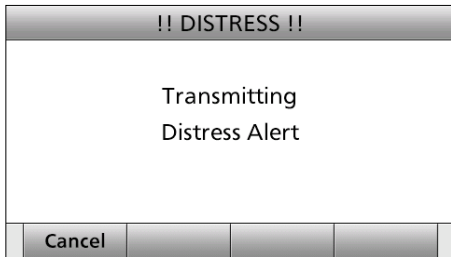 !! DISTRESS !!
Transmitting
Distress Alert
Cancel